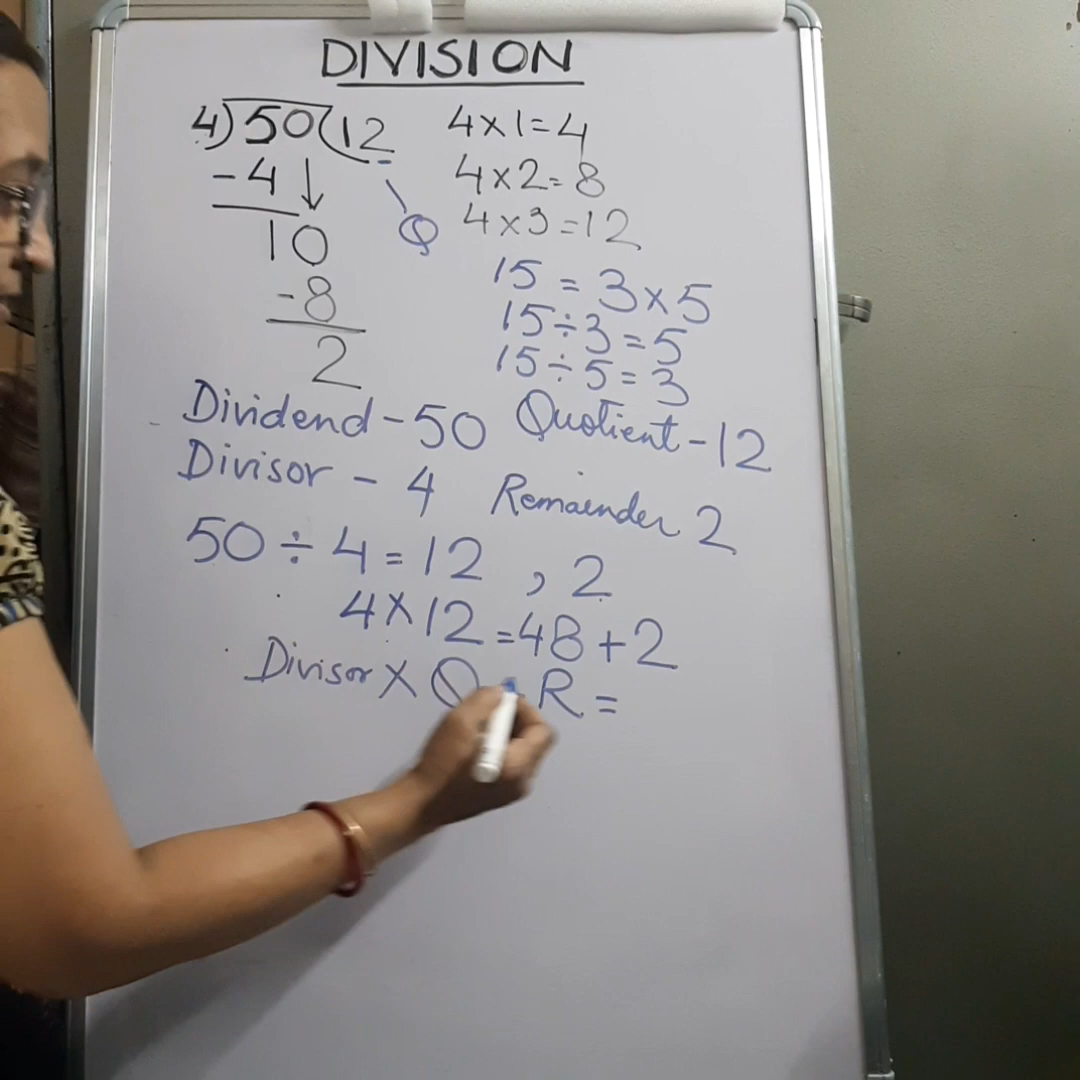 DIVISION
4)50(12
-4↓
10
-8
2
Q
4×1=4
4×2=8
4×3=12
15=3×5
15÷3=5
15÷5=3
Dividend-50 Quotient-12
Divisor-4 Remaender 2
50÷4=12,2
4×12=48+2
Divisor×Q R=